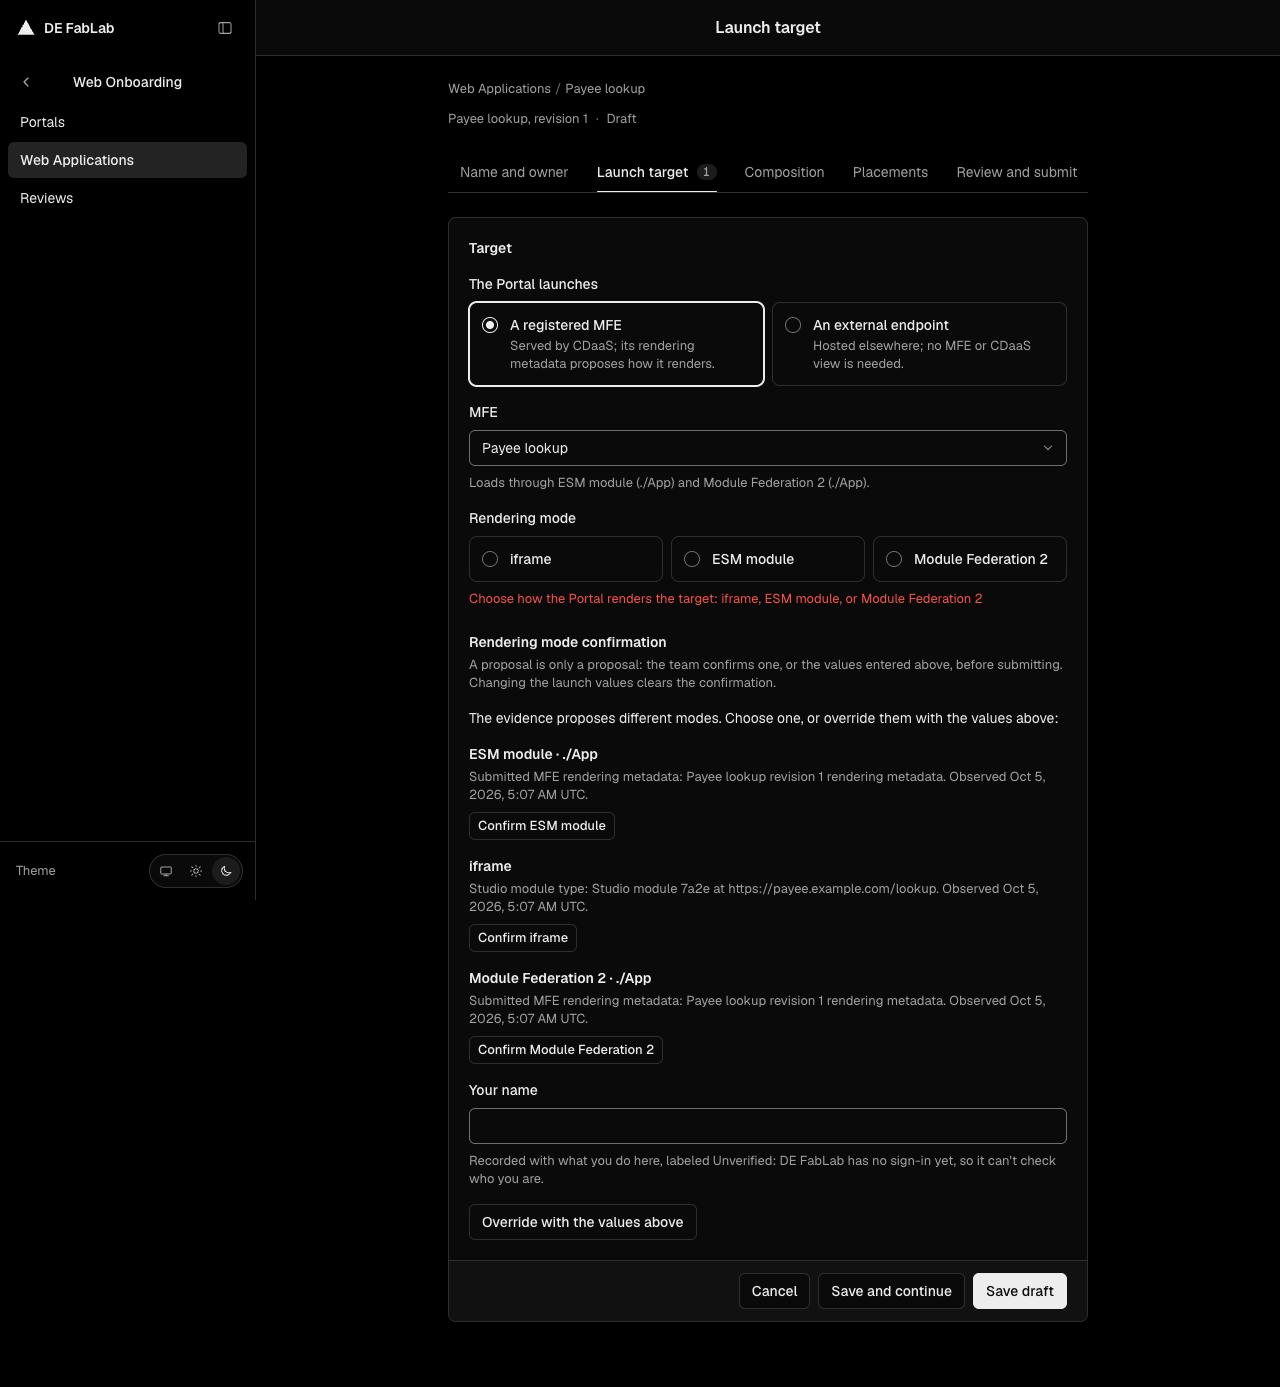 DE FabLab
Launch target
Web Onboarding
Portals
Web Applications
Reviews
Theme
Web Applications / Payee lookup
Payee lookup, revision 1 · Draft
Name and owner
Launch target 1
Composition
Placements
Review and submit
Target
The Portal launches
A registered MFE
Served by CDaaS; its rendering
metadata proposes how it renders.
An external endpoint
Hosted elsewhere; no MFE or CDaaS
view is needed.
MFE
Payee lookup
Loads through ESM module (./App) and Module Federation 2 (./App).
Rendering mode
iframe
ESM module
Module Federation 2
Choose how the Portal renders the target: iframe, ESM module, or Module Federation 2
Rendering mode confirmation
A proposal is only a proposal: the team confirms one, or the values entered above, before submitting.
Changing the launch values clears the confirmation.
The evidence proposes different modes. Choose one, or override them with the values above:
ESM module · ./App
Submitted MFE rendering metadata: Payee lookup revision 1 rendering metadata. Observed Oct 5,
2026, 5:07 AM UTC.
Confirm ESM module
iframe
Studio module type: Studio module 7a2e at https://payee.example.com/lookup. Observed Oct 5,
2026, 5:07 AM UTC.
Confirm iframe
Module Federation 2 · ./App
Submitted MFE rendering metadata: Payee lookup revision 1 rendering metadata. Observed Oct 5,
2026, 5:07 AM UTC.
Confirm Module Federation 2
Your name
Recorded with what you do here, labeled Unverified: DE FabLab has no sign-in yet, so it can't check
who you are.
Override with the values above
Cancel
Save and continue
Save draft